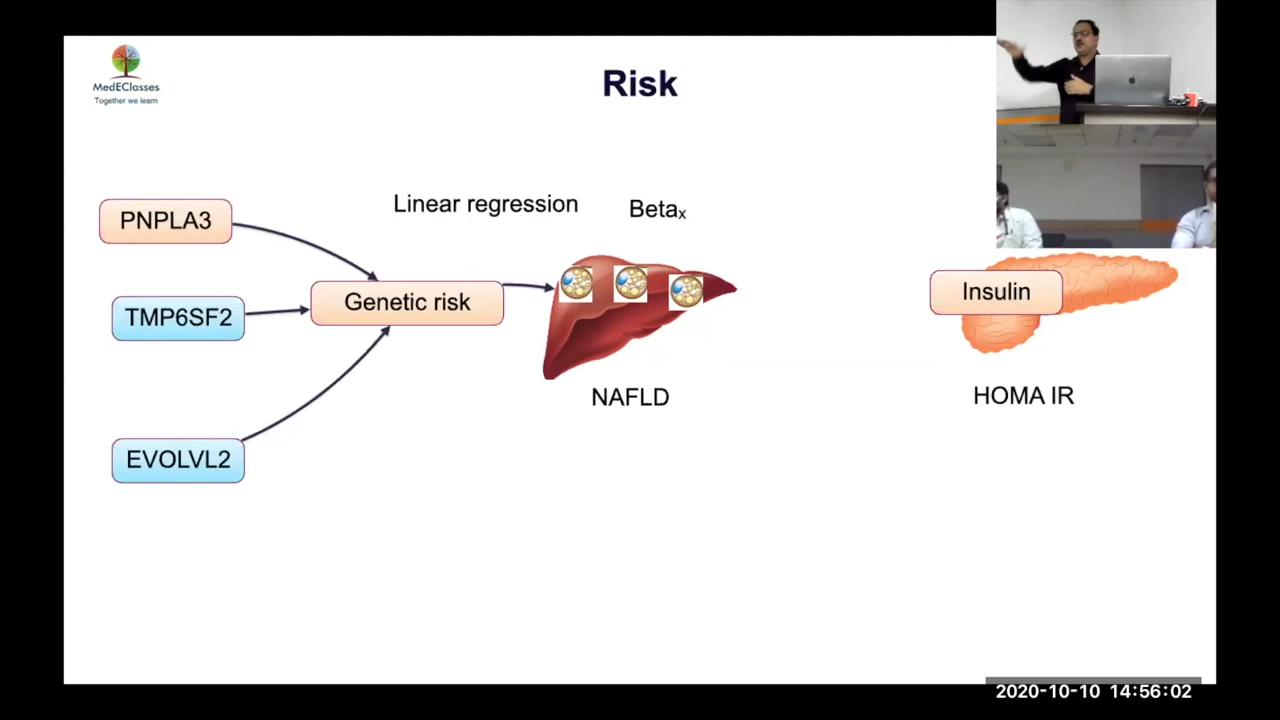 MedEClasses
Together we learn
Risk
Linear regression
Betaₓ
PNPLA3
TMP6SF2
EVOLVL2
Genetic risk
NAFLD
Insulin
HOMA IR
2020-10-10 14:56:02